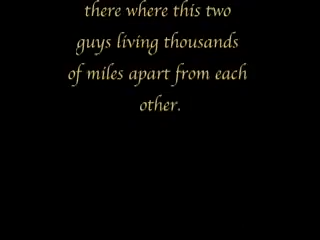 there where this two
guys living thousands
of miles apart from each
other.